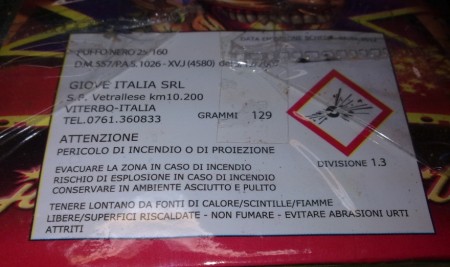 PUFFO NERO 25/160
D.M. 557/P.A.S. 1026 - XV.J (4580)
GIOVE ITALIA SRL
S.P. Vetrallese km10.200
VITERBO-ITALIA
TEL.0761.360833
GRAMMI 129
ATTENZIONE
PERICOLO DI INCENDIO O DI PROIEZIONE
DIVISIONE 1.3
EVACUARE LA ZONA IN CASO DI INCENDIO
RISCHIO DI ESPLOSIONE IN CASO DI INCENDIO
CONSERVARE IN AMBIENTE ASCIUTTO E PULITO
TENERE LONTANO DA FONTI DI CALORE/SCINTILLE/FIAMME
LIBERE/SUPERFICI RISCALDATE - NON FUMARE - EVITARE ABRASIONI URTI
ATTRITI